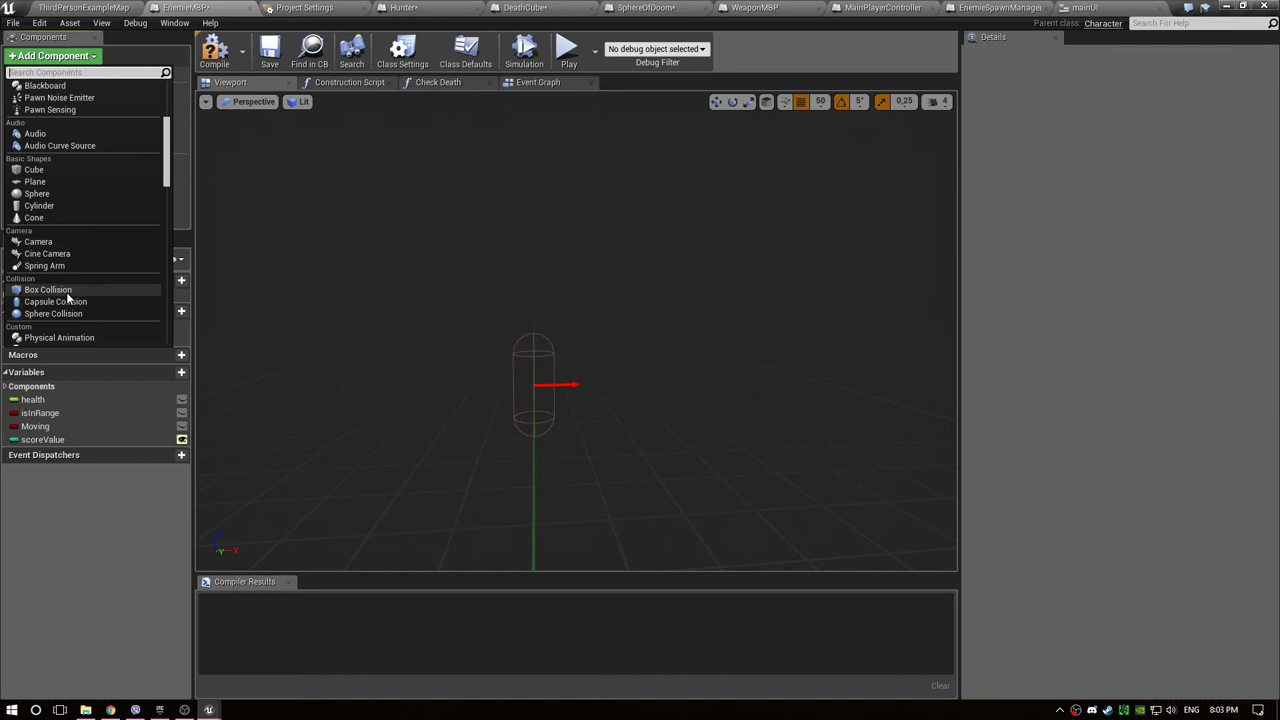 ThirdPersonExampleMap
EnemieMBP*
Project Settings
Hunter*
DeathCube*
SphereOfDoom*
WeaponMBP
MainPlayerController
EnemieSpawnManager
mainUI
File Edit Asset View Debug Window Help
Parent class: Character
Search For Help
Components
+Add Component
Search Components
Blackboard
Pawn Noise Emitter
Pawn Sensing
Audio
Audio
Audio Curve Source
Basic Shapes
Cube
Plane
Sphere
Cylinder
Cone
Camera
Camera
Cine Camera
Spring Arm
Collision
Box Collision
Capsule Collision
Sphere Collision
Custom
Physical Animation
Macros
Variables
Components
health
isInRange
Moving
scoreValue
Event Dispatchers
Compile
Save
Find in CB
Search
Class Settings
Class Defaults
Simulation
Play
No debug object selected
Debug Filter
Viewport
Construction Script
Check Death
Event Graph
Perspective
Lit
50
5°
0,25
4
Z
Y
X
Compiler Results
Clear
Details
ENG
8:03 PM